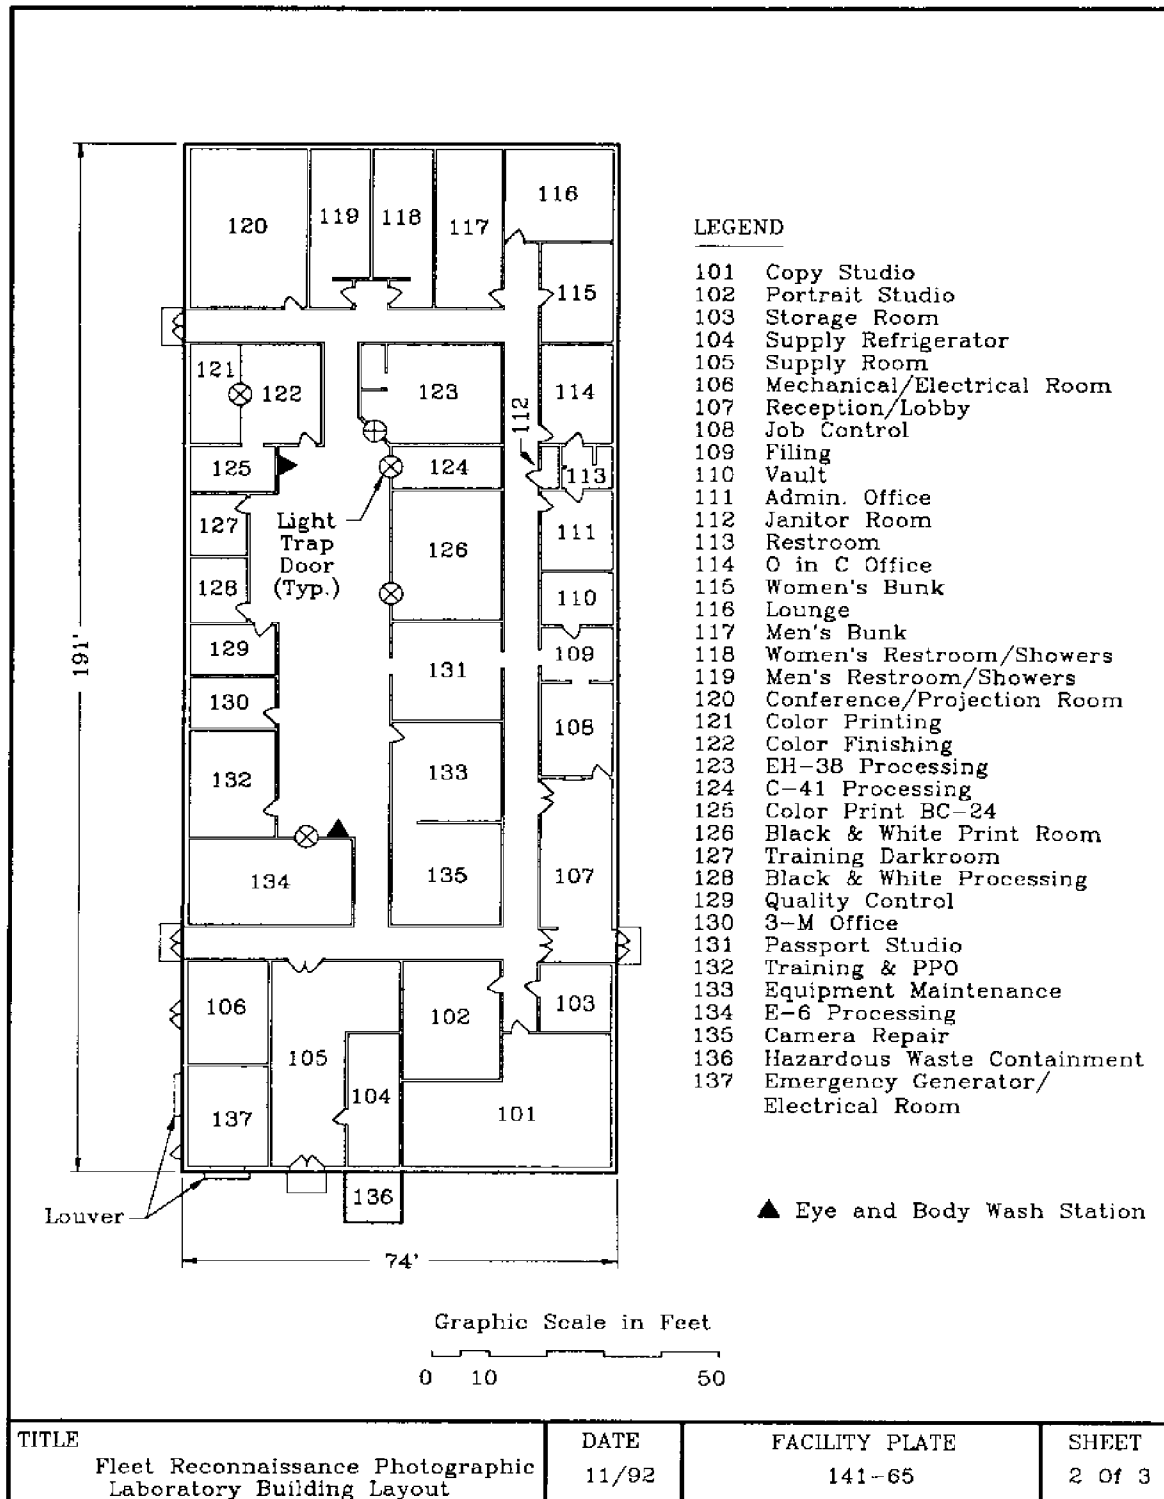 120
119
118
117
116
115
121
122
123
114
112
125
124
113
127
Light
Trap
Door
(Typ.)
126
111
128
110
129
131
109
130
108
132
133
134
135
107
106
105
102
103
104
137
101
136
191'
Louver
74'
LEGEND
101 Copy Studio
102 Portrait Studio
103 Storage Room
104 Supply Refrigerator
105 Supply Room
106 Mechanical/Electrical Room
107 Reception/Lobby
108 Job Control
109 Filing
110 Vault
111 Admin. Office
112 Janitor Room
113 Restroom
114 O in C Office
115 Women's Bunk
116 Lounge
117 Men's Bunk
118 Women's Restroom/Showers
119 Men's Restroom/Showers
120 Conference/Projection Room
121 Color Printing
122 Color Finishing
123 EH-38 Processing
124 C-41 Processing
125 Color Print BC-24
126 Black & White Print Room
127 Training Darkroom
128 Black & White Processing
129 Quality Control
130 3-M Office
131 Passport Studio
132 Training & PPO
133 Equipment Maintenance
134 E-6 Processing
135 Camera Repair
136 Hazardous Waste Containment
137 Emergency Generator/
Electrical Room
Eye and Body Wash Station
Graphic Scale in Feet
0 10 50
TITLE
Fleet Reconnaissance Photographic
Laboratory Building Layout
DATE
11/92
FACILITY PLATE
141-65
SHEET
2 Of 3